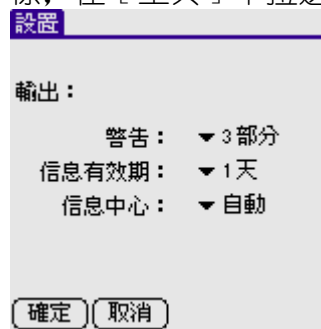 設置
輸出：
警告： 3部分
信息有效期： 1天
信息中心： 自動
確定 取消